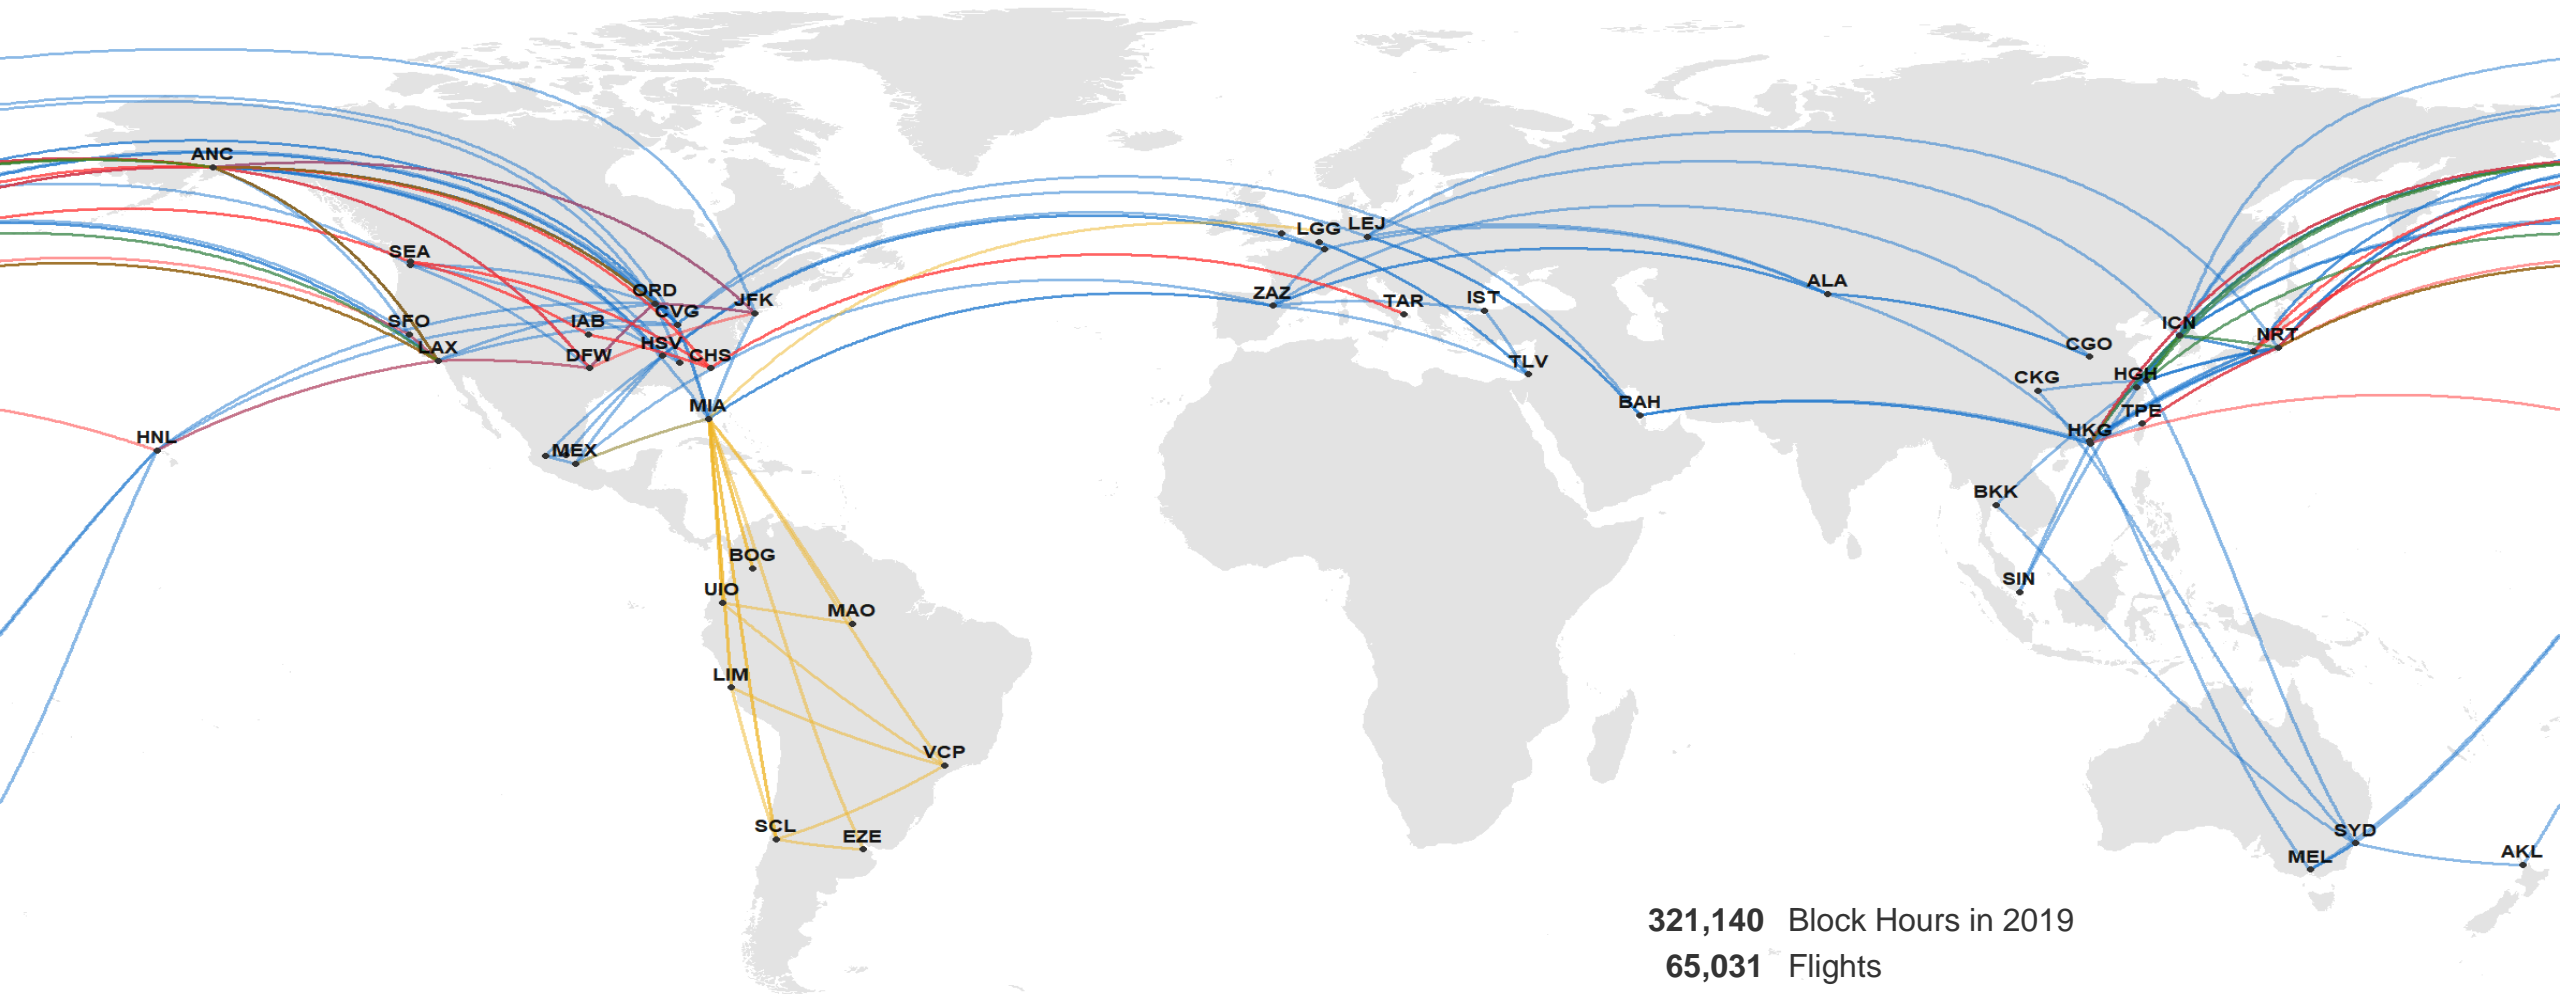 ANC
SEA
SFO
LAX
HNL
ORD
JFK
CVG
IAB
HSV
CHS
DFW
MIA
MEX
BOG
UIO
MAO
LIM
VCP
SCL
EZE
LGG
LEJ
ZAZ
TAR
IST
TLV
BAH
ALA
CGO
CKG
ICN
NRT
HGH
TPE
HKG
BKK
SIN
SYD
MEL
AKL
321,140 Block Hours in 2019
65,031 Flights